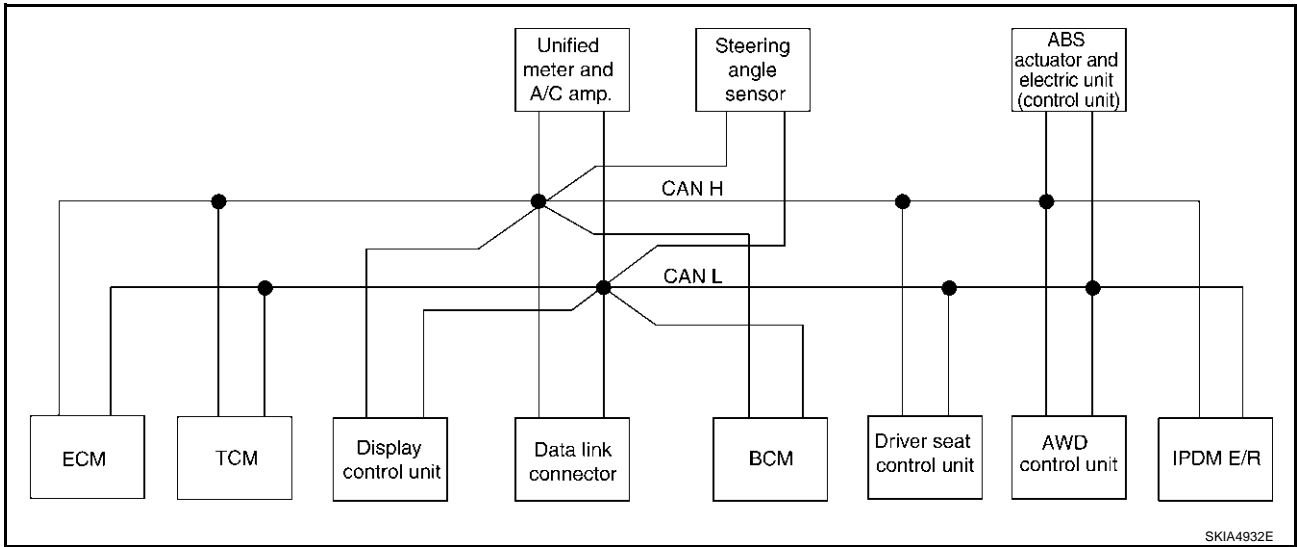 Unified
meter and
A/C amp.
Steering
angle
sensor
ABS
actuator and
electric unit
(control unit)
CAN H
CAN L
ECM
TCM
Display
control unit
Data link
connector
BCM
Driver seat
control unit
AWD
control unit
IPDM E/R
SKIA4932E